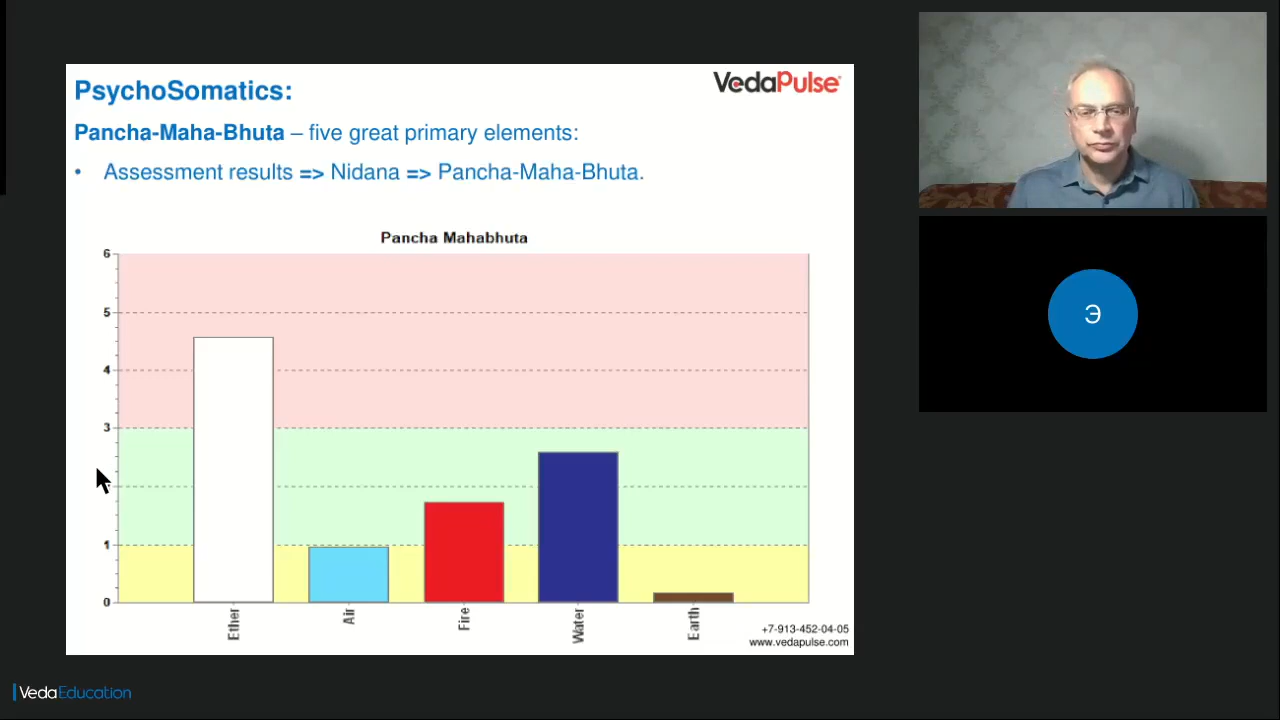 PsychoSomatics:
VedaPulse
Pancha-Maha-Bhuta – five great primary elements:
• Assessment results => Nidana => Pancha-Maha-Bhuta.
Pancha Mahabhuta
6
5
4
3
1
0
Ether
Air
Fire
Water
Earth
+7-913-452-04-05
www.vedapulse.com
Э
VedaEducation